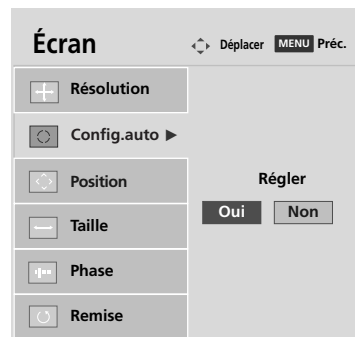 Écran
Déplacer MENU Préc.
Résolution
Config.auto ►
Position
Taille
Phase
Remise
Régler
Oui Non